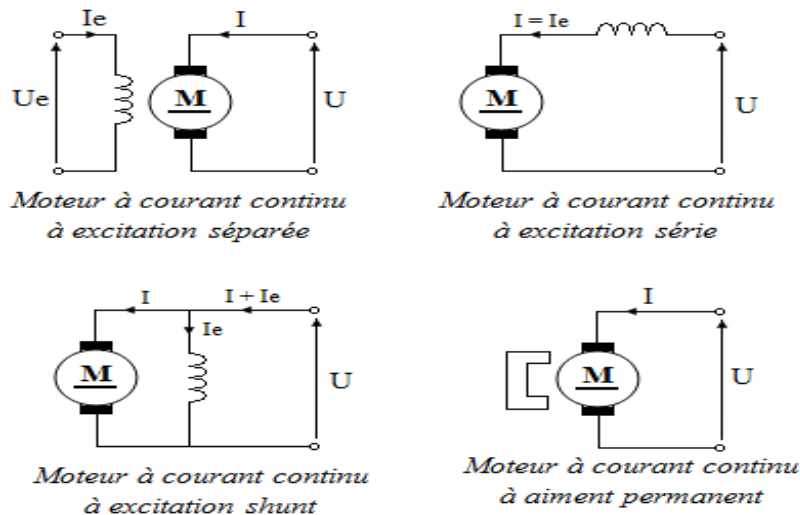 Ie
I
Ue
M
U
Moteur à courant continu
à excitation séparée
I = Ie
M
U
Moteur à courant continu
à excitation série
I
I + Ie
Ie
M
U
Moteur à courant continu
à excitation shunt
I
M
U
Moteur à courant continu
à aiment permanent